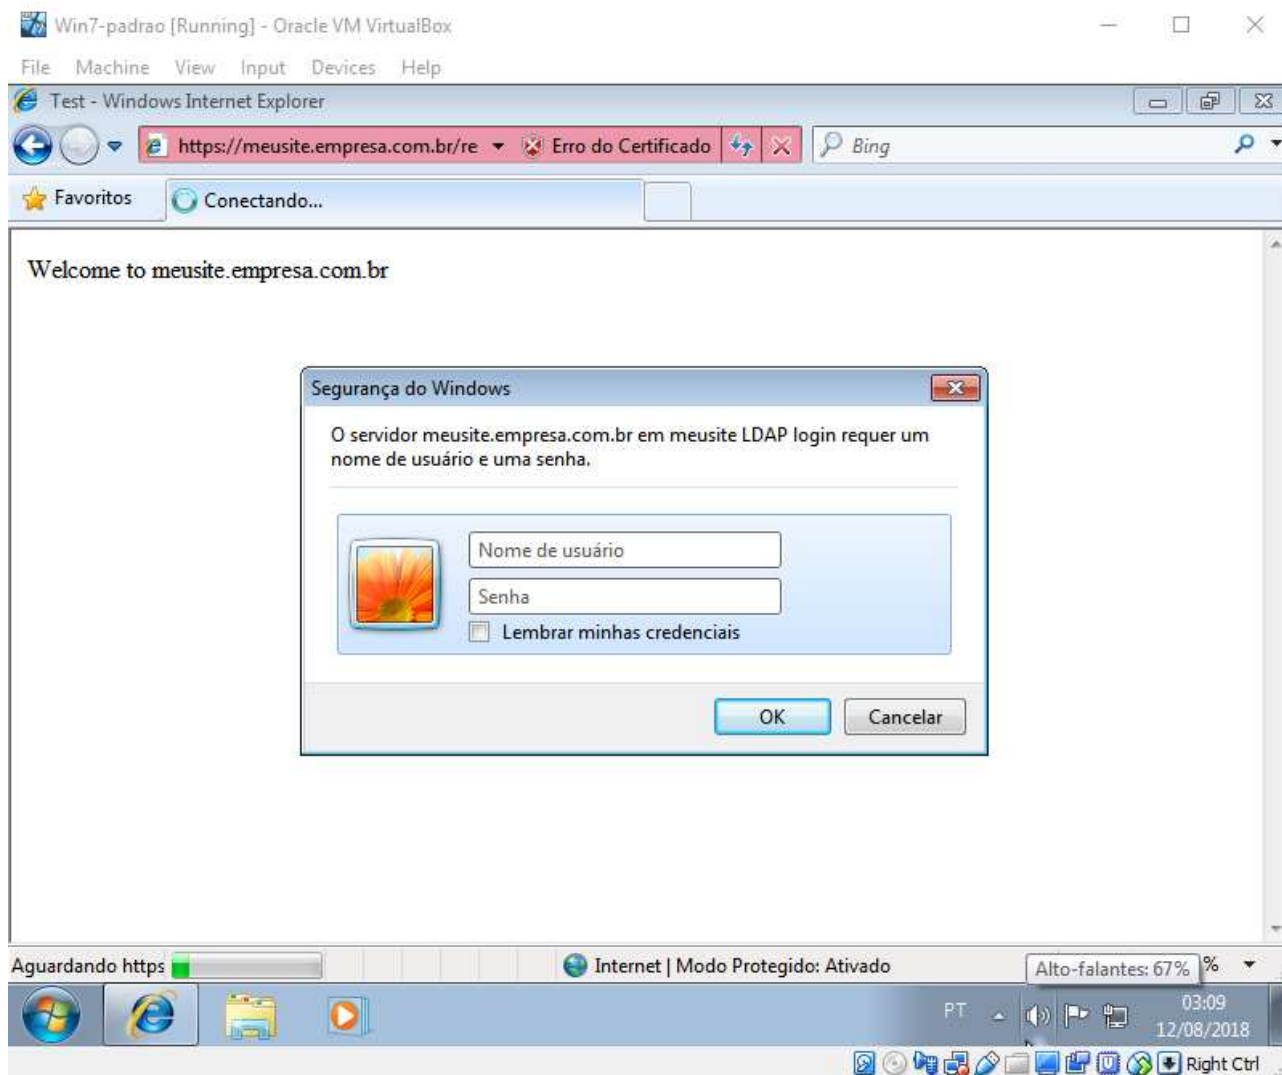 Win7-padrao [Running] - Oracle VM VirtualBox
File Machine View Input Devices Help
Test - Windows Internet Explorer
https://meusite.empresa.com.br/re Erro do Certificado Bing
Favoritos Conectando...
Welcome to meusite.empresa.com.br
Segurança do Windows
O servidor meusite.empresa.com.br em meusite LDAP login requer um
nome de usuário e uma senha.
Nome de usuário
Senha
Lembrar minhas credenciais
OK Cancelar
Aguardando https Internet | Modo Protegido: Ativado Alto-falantes: 67% %
PT 03:09
12/08/2018
Right Ctrl